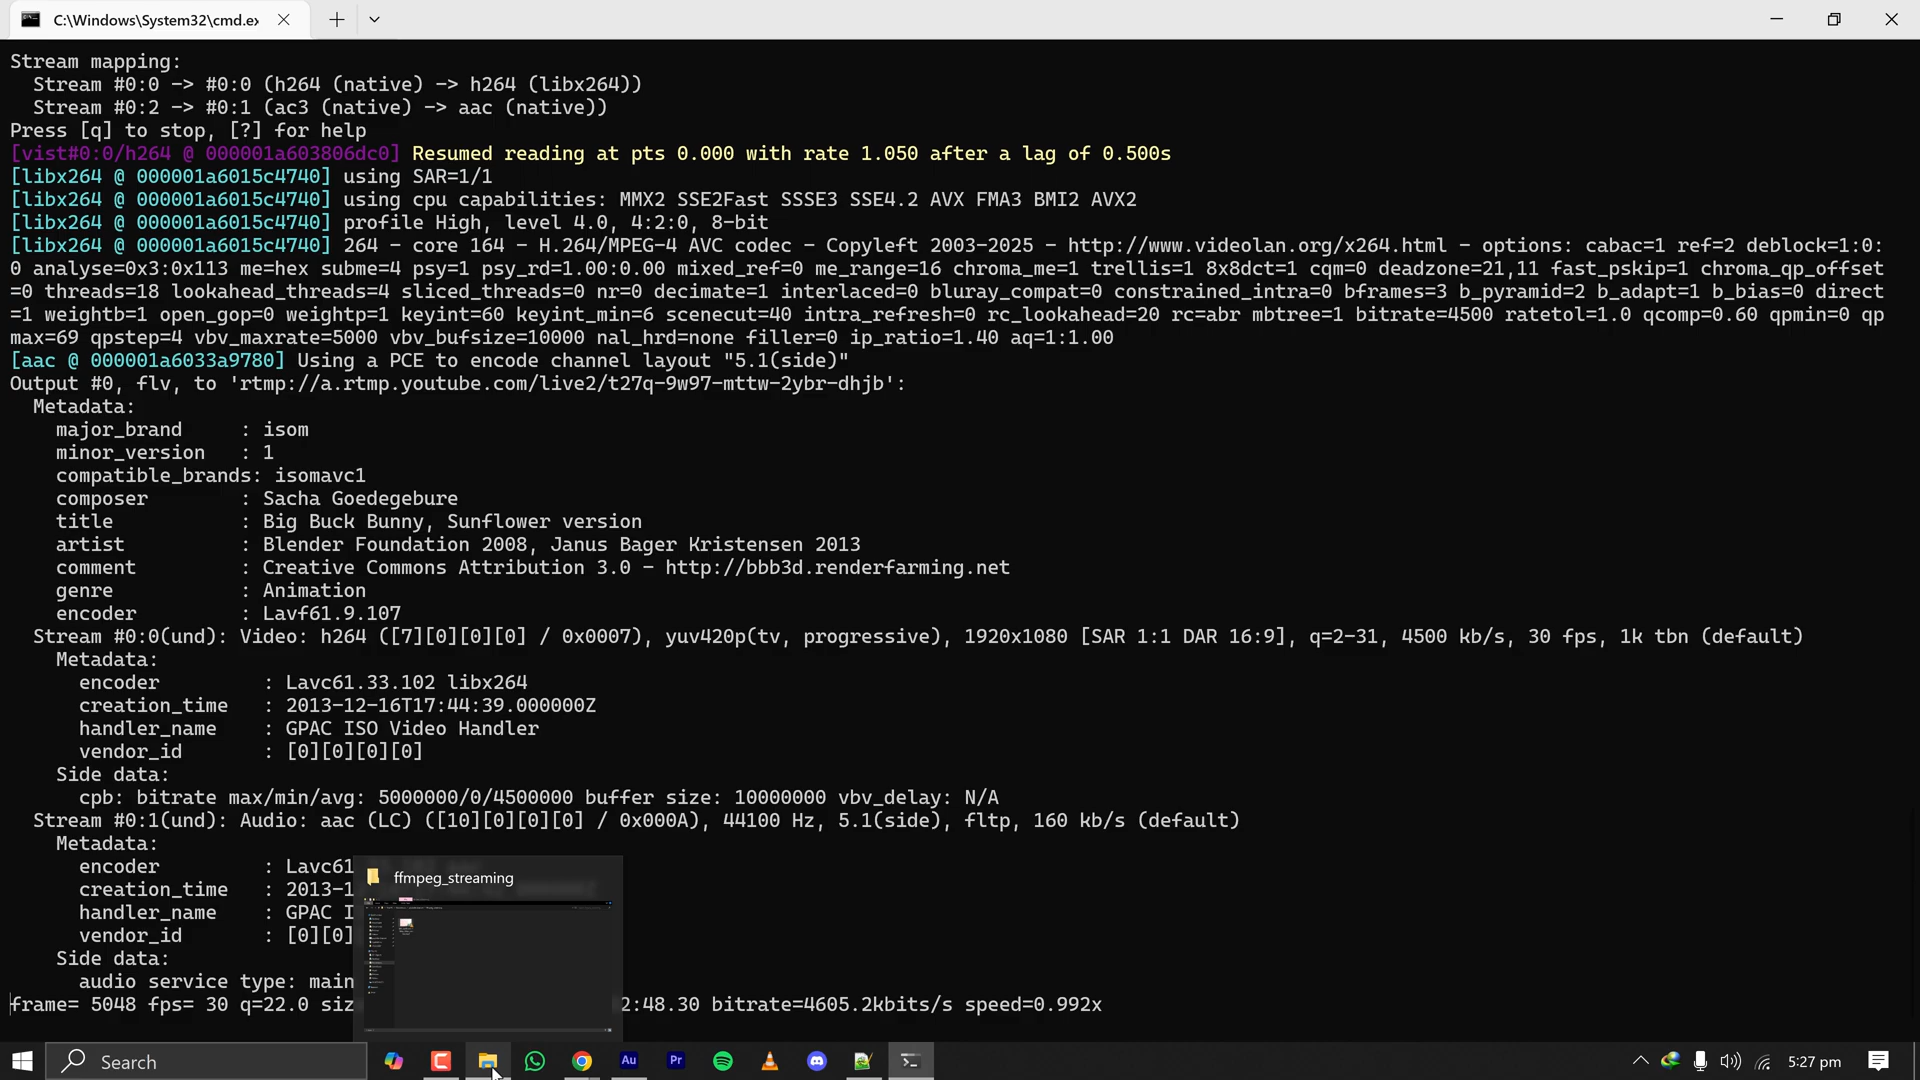 C:\Windows\System32\cmd.ex
Stream mapping:
Stream #0:0 -> #0:0 (h264 (native) -> h264 (libx264))
Stream #0:2 -> #0:1 (ac3 (native) -> aac (native))
Press [q] to stop, [?] for help
[vist#0:0/h264 @ 000001a603806dc0] Resumed reading at pts 0.000 with rate 1.050 after a lag of 0.500s
[libx264 @ 000001a6015c4740] using SAR=1/1
[libx264 @ 000001a6015c4740] using cpu capabilities: MMX2 SSE2Fast SSSE3 SSE4.2 AVX FMA3 BMI2 AVX2
[libx264 @ 000001a6015c4740] profile High, level 4.0, 4:2:0, 8-bit
[libx264 @ 000001a6015c4740] 264 - core 164 - H.264/MPEG-4 AVC codec - Copyleft 2003-2025 - http://www.videolan.org/x264.html - options: cabac=1 ref=2 deblock=1:0:
0 analyse=0x3:0x113 me=hex subme=4 psy=1 psy_rd=1.00:0.00 mixed_ref=0 me_range=16 chroma_me=1 trellis=1 8x8dct=1 cqm=0 deadzone=21,11 fast_pskip=1 chroma_qp_offset
=0 threads=18 lookahead_threads=4 sliced_threads=0 nr=0 decimate=1 interlaced=0 bluray_compat=0 constrained_intra=0 bframes=3 b_pyramid=2 b_adapt=1 b_bias=0 direct
=1 weightb=1 open_gop=0 weightp=1 keyint=60 keyint_min=6 scenecut=40 intra_refresh=0 rc_lookahead=20 rc=abr mbtree=1 bitrate=4500 ratetol=1.0 qcomp=0.60 qpmin=0 qp
max=69 qpstep=4 vbv_maxrate=5000 vbv_bufsize=10000 nal_hrd=none filler=0 ip_ratio=1.40 aq=1:1.00
[aac @ 000001a6033a9780] Using a PCE to encode channel layout "5.1(side)"
Output #0, flv, to 'rtmp://a.rtmp.youtube.com/live2/t27q-9w97-mttw-2ybr-dhjb':
Metadata:
major_brand : isom
minor_version : 1
compatible_brands: isomavc1
composer : Sacha Goedegebure
title : Big Buck Bunny, Sunflower version
artist : Blender Foundation 2008, Janus Bager Kristensen 2013
comment : Creative Commons Attribution 3.0 - http://bbb3d.renderfarming.net
genre : Animation
encoder : Lavf61.9.107
Stream #0:0(und): Video: h264 ([7][0][0][0] / 0x0007), yuv420p(tv, progressive), 1920x1080 [SAR 1:1 DAR 16:9], q=2-31, 4500 kb/s, 30 fps, 1k tbn (default)
Metadata:
encoder : Lavc61.33.102 libx264
creation_time : 2013-12-16T17:44:39.000000Z
handler_name : GPAC ISO Video Handler
vendor_id : [0][0][0][0]
Side data:
cpb: bitrate max/min/avg: 5000000/0/4500000 buffer size: 10000000 vbv_delay: N/A
Stream #0:1(und): Audio: aac (LC) ([10][0][0][0] / 0x000A), 44100 Hz, 5.1(side), fltp, 160 kb/s (default)
Metadata:
encoder : Lavc61
creation_time : 2013-1
handler_name : GPAC I
vendor_id : [0][0]
Side data:
audio service type: main
ffmpeg_streaming
frame= 5048 fps= 30 q=22.0 siz 2:48.30 bitrate=4605.2kbits/s speed=0.992x
Search
Au
Pr
5:27 pm